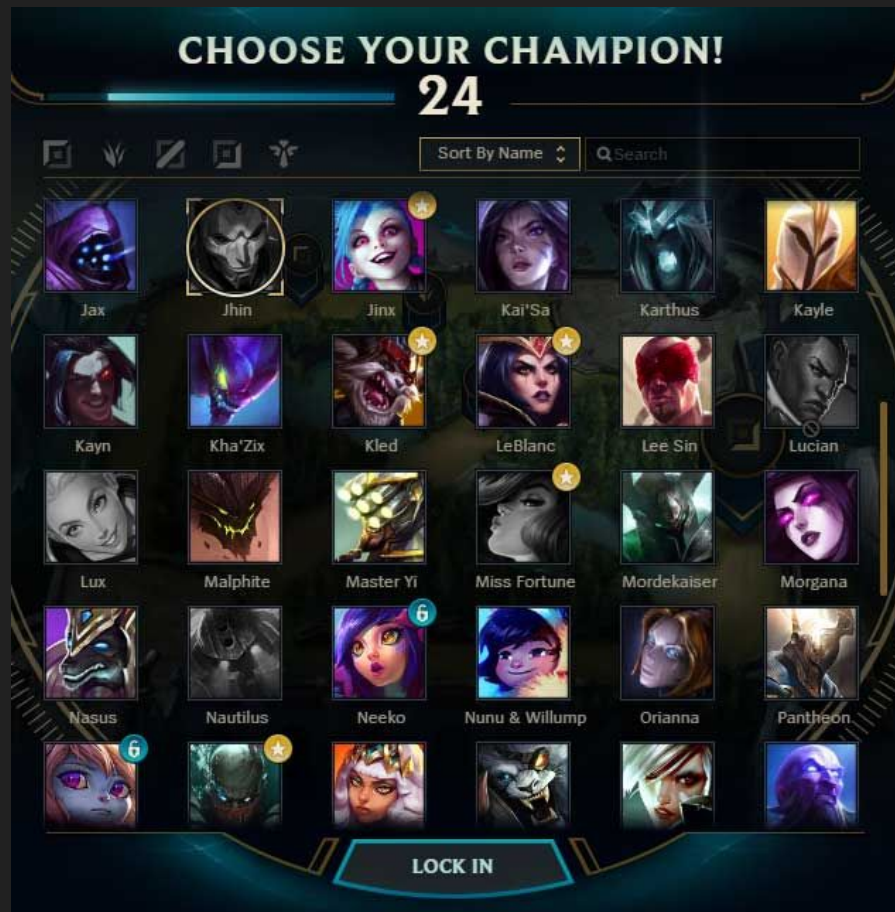 CHOOSE YOUR CHAMPION!
24
Sort By Name Search
Jax Jhin Jinx Kai'Sa Karthus Kayle
Kayn Kha'Zix Kled LeBlanc Lee Sin Lucian
Lux Malphite Master Yi Miss Fortune Mordekaiser Morgana
Nasus Nautilus Neeko Nunu & Willump Orianna Pantheon
LOCK IN